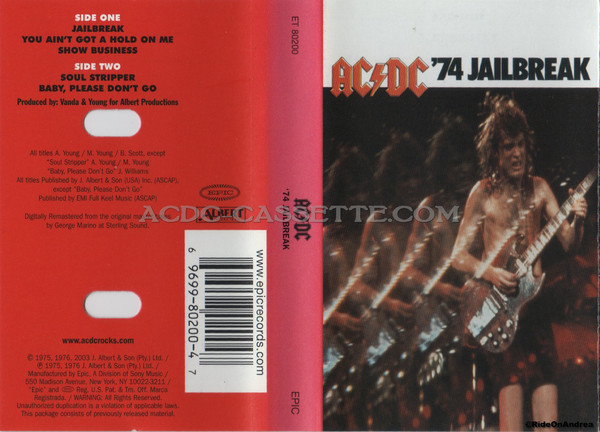 SIDE ONE
JAILBREAK
YOU AIN'T GOT A HOLD ON ME
SHOW BUSINESS
SIDE TWO
SOUL STRIPPER
BABY, PLEASE DON'T GO
Produced by: Vanda & Young for Albert Productions
All titles A. Young / M. Young / B. Scott, except
"Soul Stripper" A. Young / M. Young
"Baby, Please Don't Go" J. Williams
All titles Published by J. Albert & Son (USA) Inc. (ASCAP),
except "Baby, Please Don't Go"
Published by EMI Full Keel Music (ASCAP)
Digitally Remastered from the original master
by George Marino at Sterling Sound.
www.acdcrocks.com
© 1975, 1976, 2003 J. Albert & Son (Pty.) Ltd. /
℗ 1975, 1976 J. Albert & Son (Pty.) Ltd. /
Manufactured by Epic, A Division of Sony Music /
550 Madison Avenue, New York, NY 10022-3211 /
"Epic" and EPIC Reg. U.S. Pat. & Tm. Off. Marca
Registrada. / WARNING: All Rights Reserved.
Unauthorized duplication is a violation of applicable laws.
This package consists of previously released material.
www.epicrecords.com
6 9699-80200-4 7
ET 80200
EPIC
ALBERT
AC/DC
'74 JAILBREAK
EPIC
AC/DC '74 JAILBREAK
ACDC-CASSETTE.COM
©RideOnAndrea